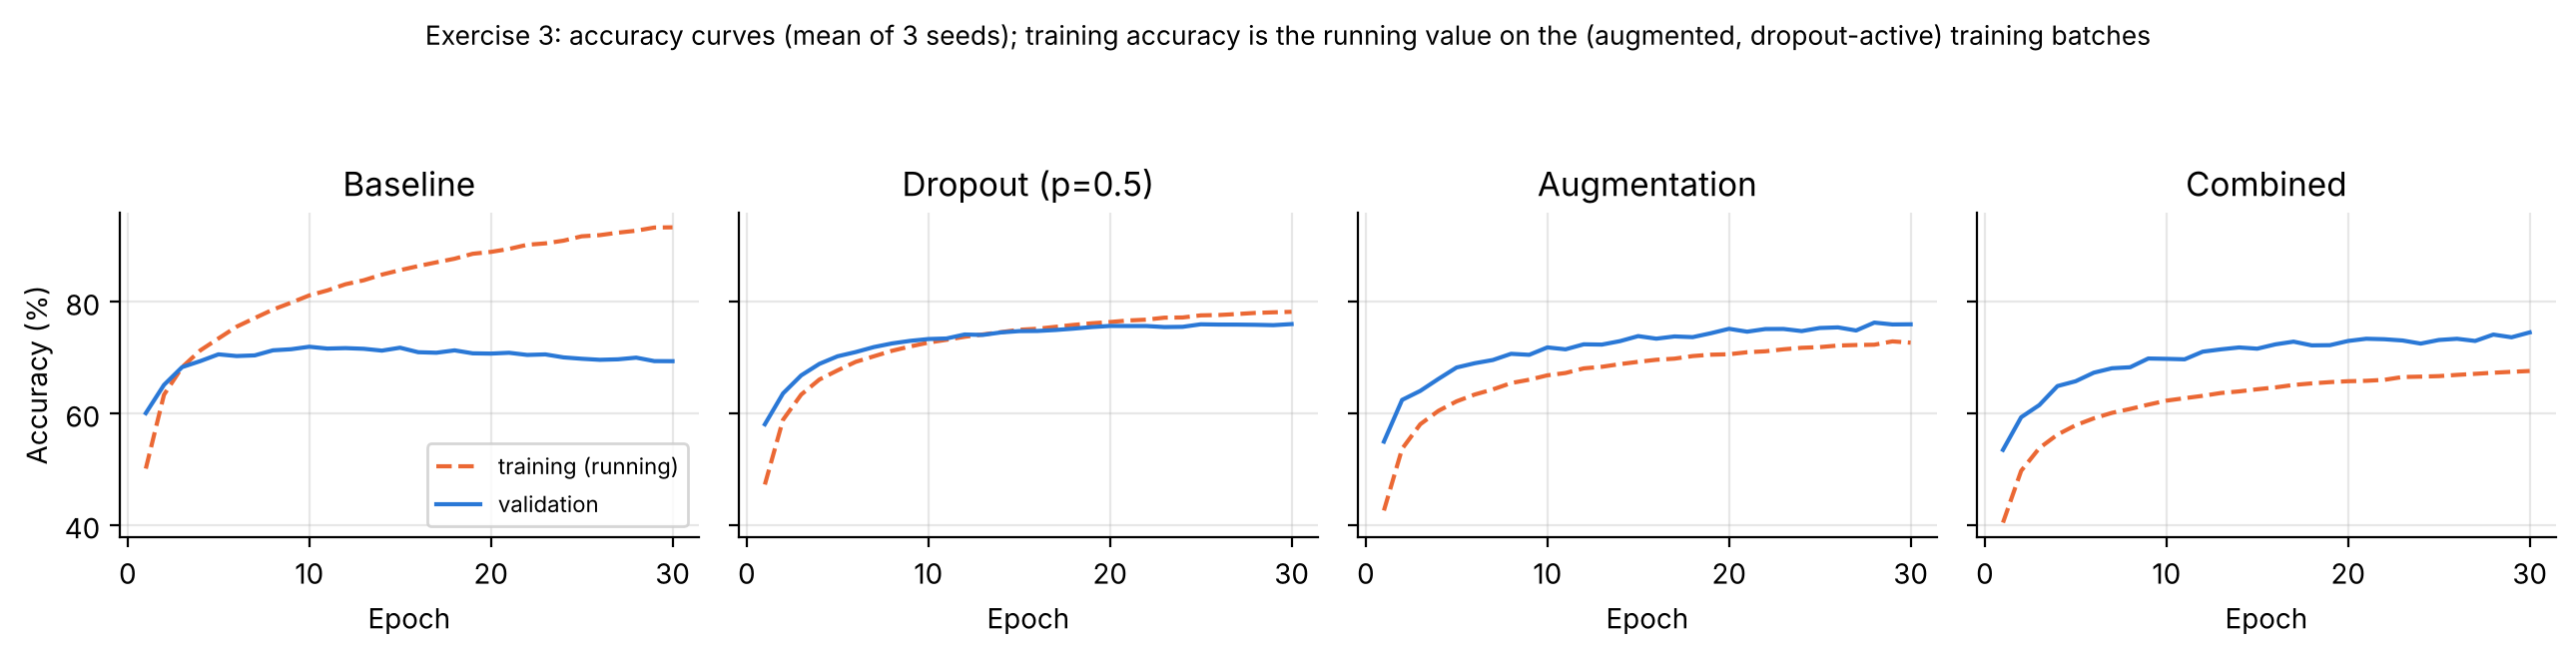 Exercise 3: accuracy curves (mean of 3 seeds); training accuracy is the running value on the (augmented, dropout-active) training batches
Baseline
Dropout (p=0.5)
Augmentation
Combined
Accuracy (%)
80
60
40
training (running)
validation
0 10 20 30
0 10 20 30
0 10 20 30
0 10 20 30
Epoch
Epoch
Epoch
Epoch